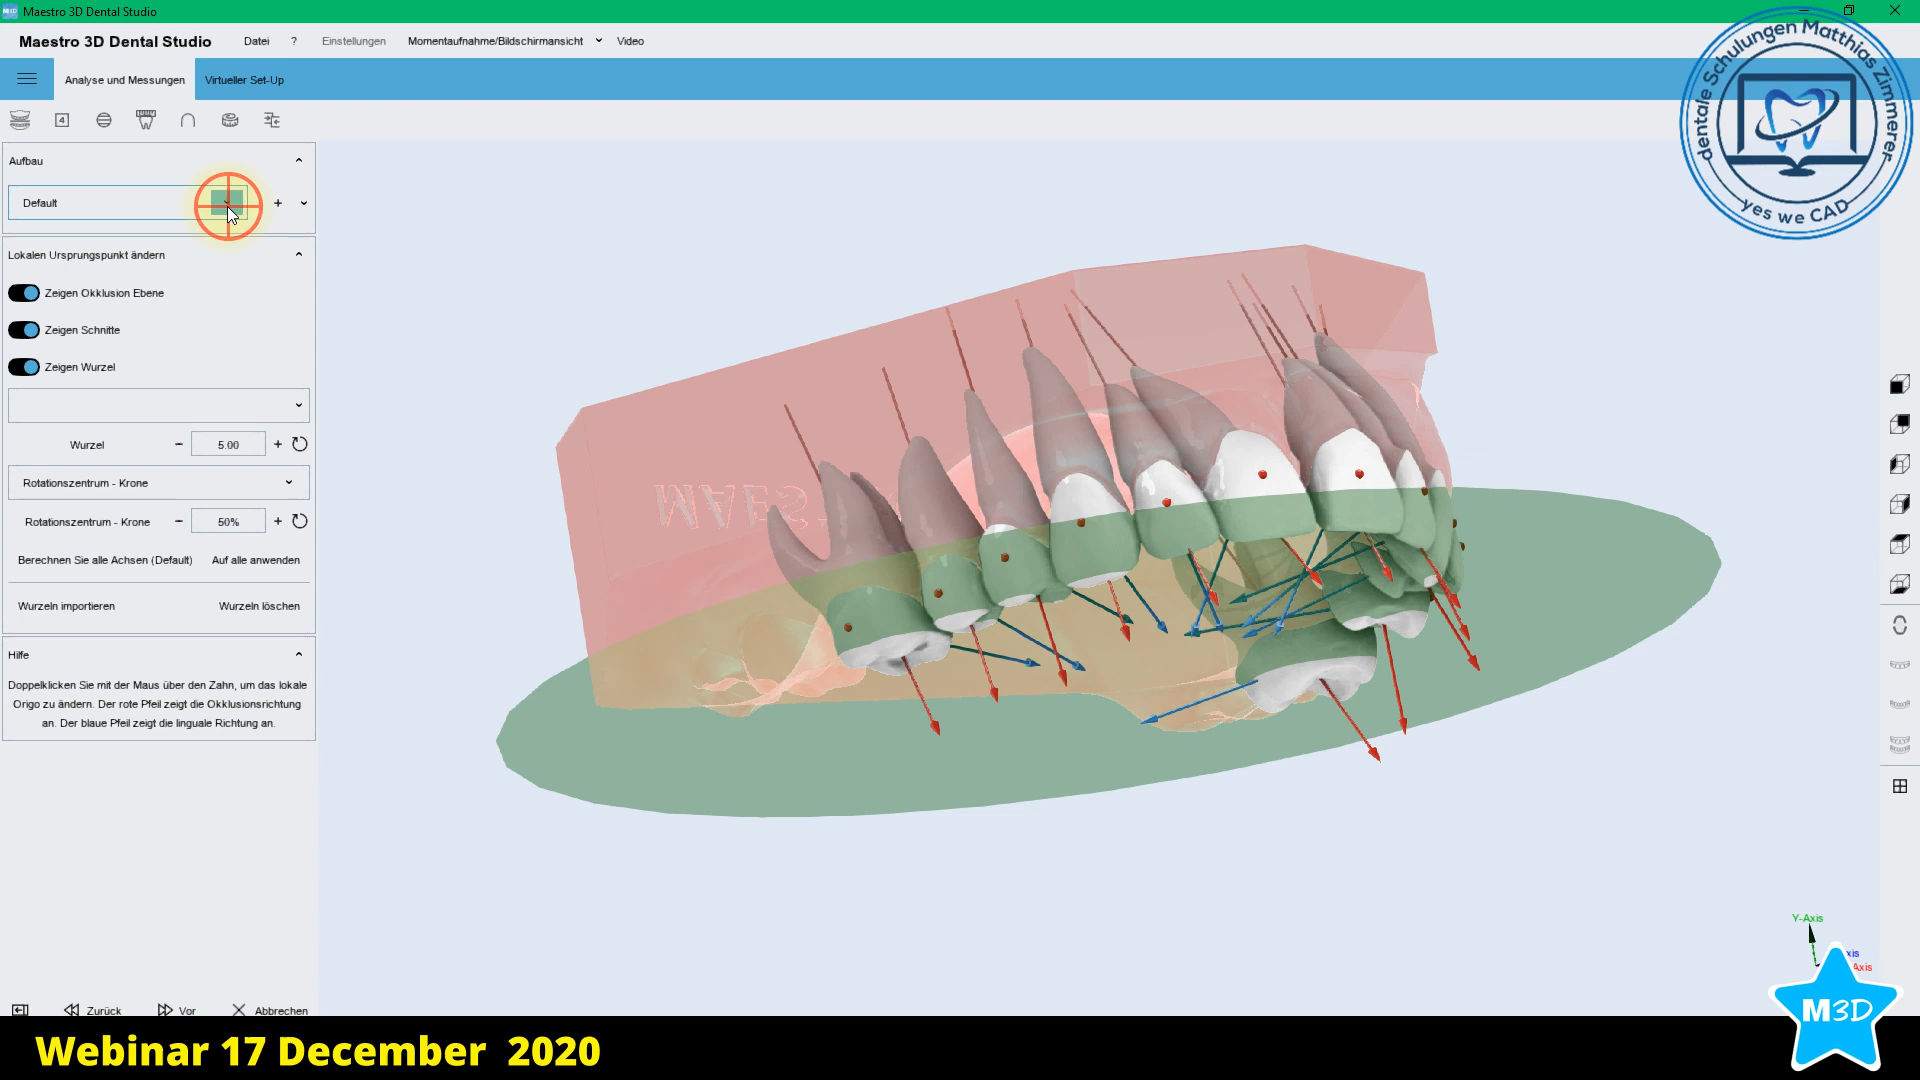 M3D Maestro 3D Dental Studio
Maestro 3D Dental Studio
Datei
?
Einstellungen
Momentaufnahme/Bildschirmansicht
Video
Analyse und Messungen
Virtueller Set-Up
4
dentale Schulungen Matthias Zimmerer
yes we CAD
Aufbau
Default
+
Lokalen Ursprungspunkt ändern
Zeigen Okklusion Ebene
Zeigen Schnitte
Zeigen Wurzel
Wurzel - 5.00 +
Rotationszentrum - Krone
Rotationszentrum - Krone - 50% +
Berechnen Sie alle Achsen (Default) Auf alle anwenden
Wurzeln importieren Wurzeln löschen
Hilfe
Doppelklicken Sie mit der Maus über den Zahn, um das lokale
Origo zu ändern. Der rote Pfeil zeigt die Okklusionsrichtung
an. Der blaue Pfeil zeigt die linguale Richtung an.
Y-Axis
xis
Axis
Zurück
Vor
Abbrechen
M3D
Webinar 17 December 2020